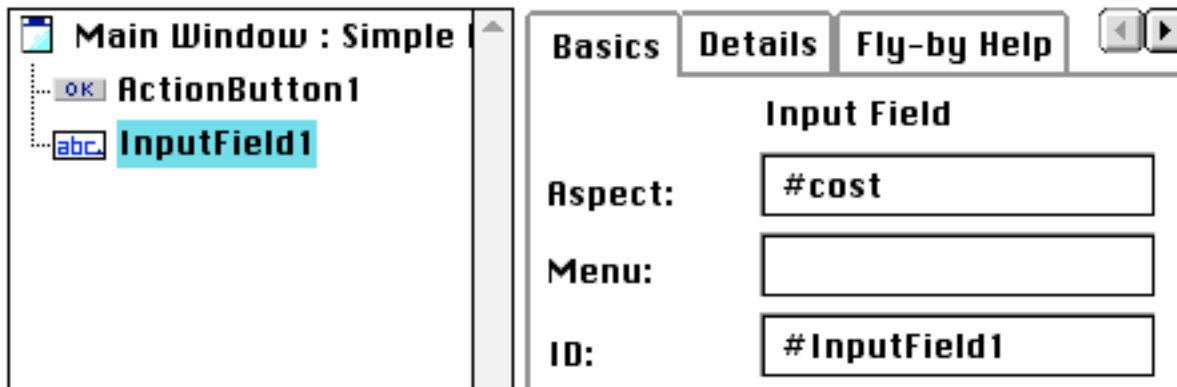 Main Window : Simple
OK ActionButton1
abc. InputField1
Basics Details Fly-by Help
Input Field
Aspect: #cost
Menu:
ID: #InputField1